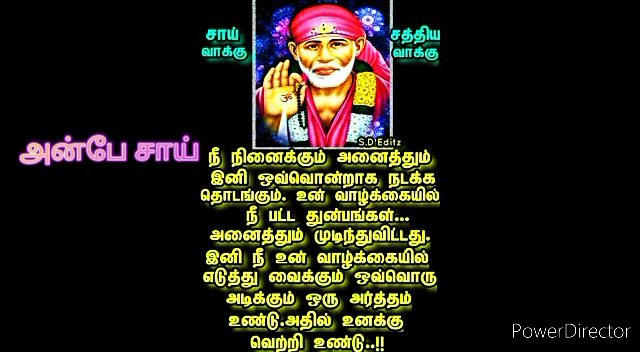 சாய் வாக்கு
சத்திய வாக்கு
S.D'Editz
அன்பே சாய்
நீ நினைக்கும் அனைத்தும்
இனி ஒவ்வொன்றாக நடக்க
தொடங்கும். உன் வாழ்க்கையில்
நீ பட்ட துன்பங்கள்...
அனைத்தும் முடிந்துவிட்டது.
இனி நீ உன் வாழ்க்கையில்
எடுத்து வைக்கும் ஒவ்வொரு
அடிக்கும் ஒரு அர்த்தம்
உண்டு.அதில் உனக்கு
வெற்றி உண்டு..!!
PowerDirector